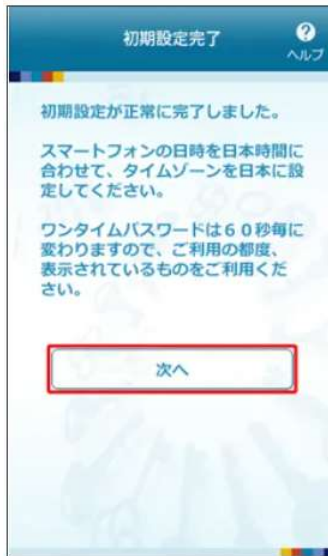 初期設定完了
?
ヘルプ
初期設定が正常に完了しました。
スマートフォンの日時を日本時間に
合わせて、タイムゾーンを日本に設
定してください。
ワンタイムパスワードは６０秒毎に
変わりますので、ご利用の都度、
表示されているものをご利用くだ
さい。
次へ